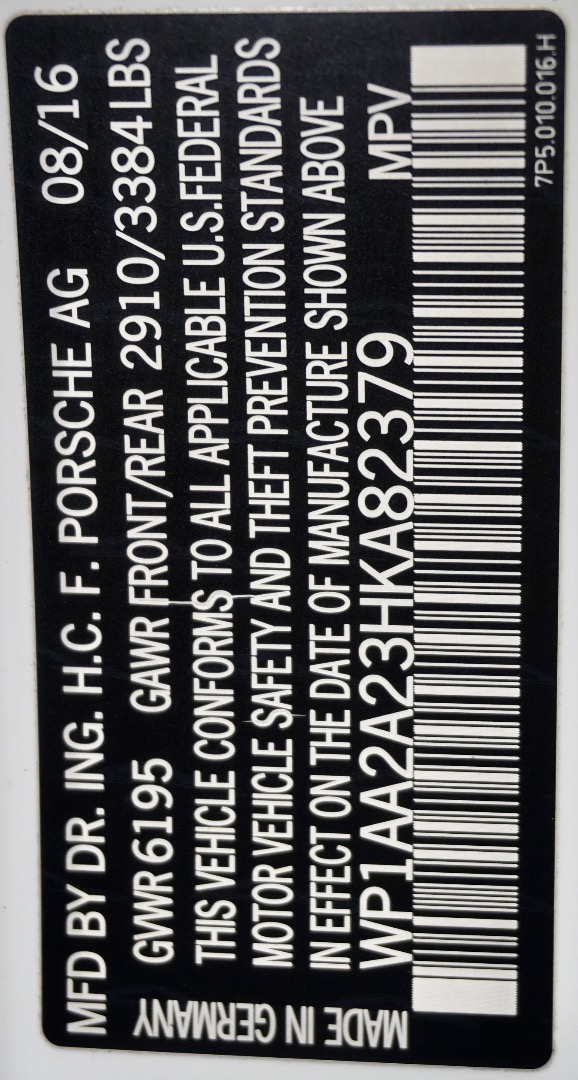 MFD BY DR. ING. H.C. F. PORSCHE AG 08/16
GVWR 6195 GAWR FRONT/REAR 2910/3384 LBS
THIS VEHICLE CONFORMS TO ALL APPLICABLE U.S.FEDERAL
MOTOR VEHICLE SAFETY AND THEFT PREVENTION STANDARDS
IN EFFECT ON THE DATE OF MANUFACTURE SHOWN ABOVE
WP1AA2A23HKA82379 MPV
7P5.010.016.H
MADE IN GERMANY